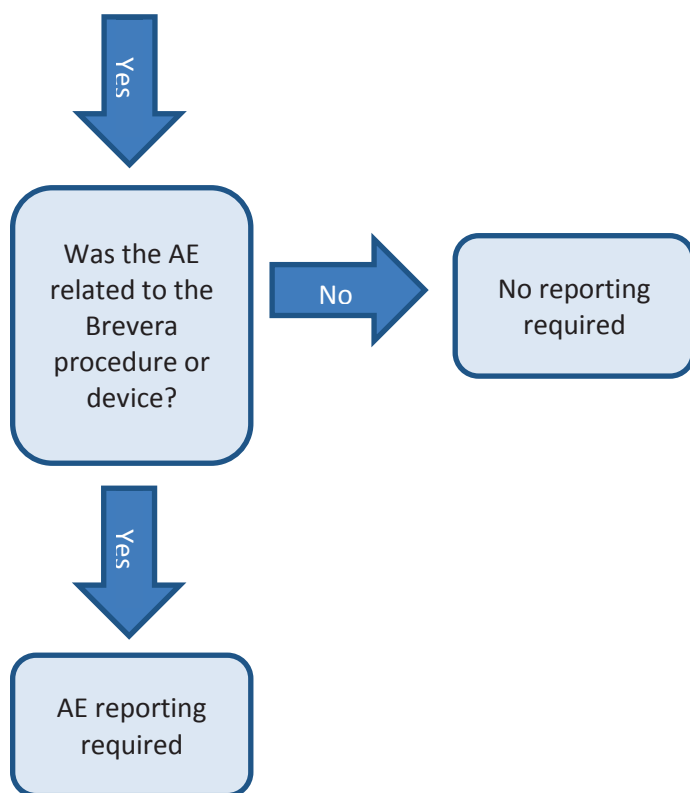 Yes
Was the AE
related to the
Brevera
procedure or
device?
No
No reporting
required
Yes
AE reporting
required